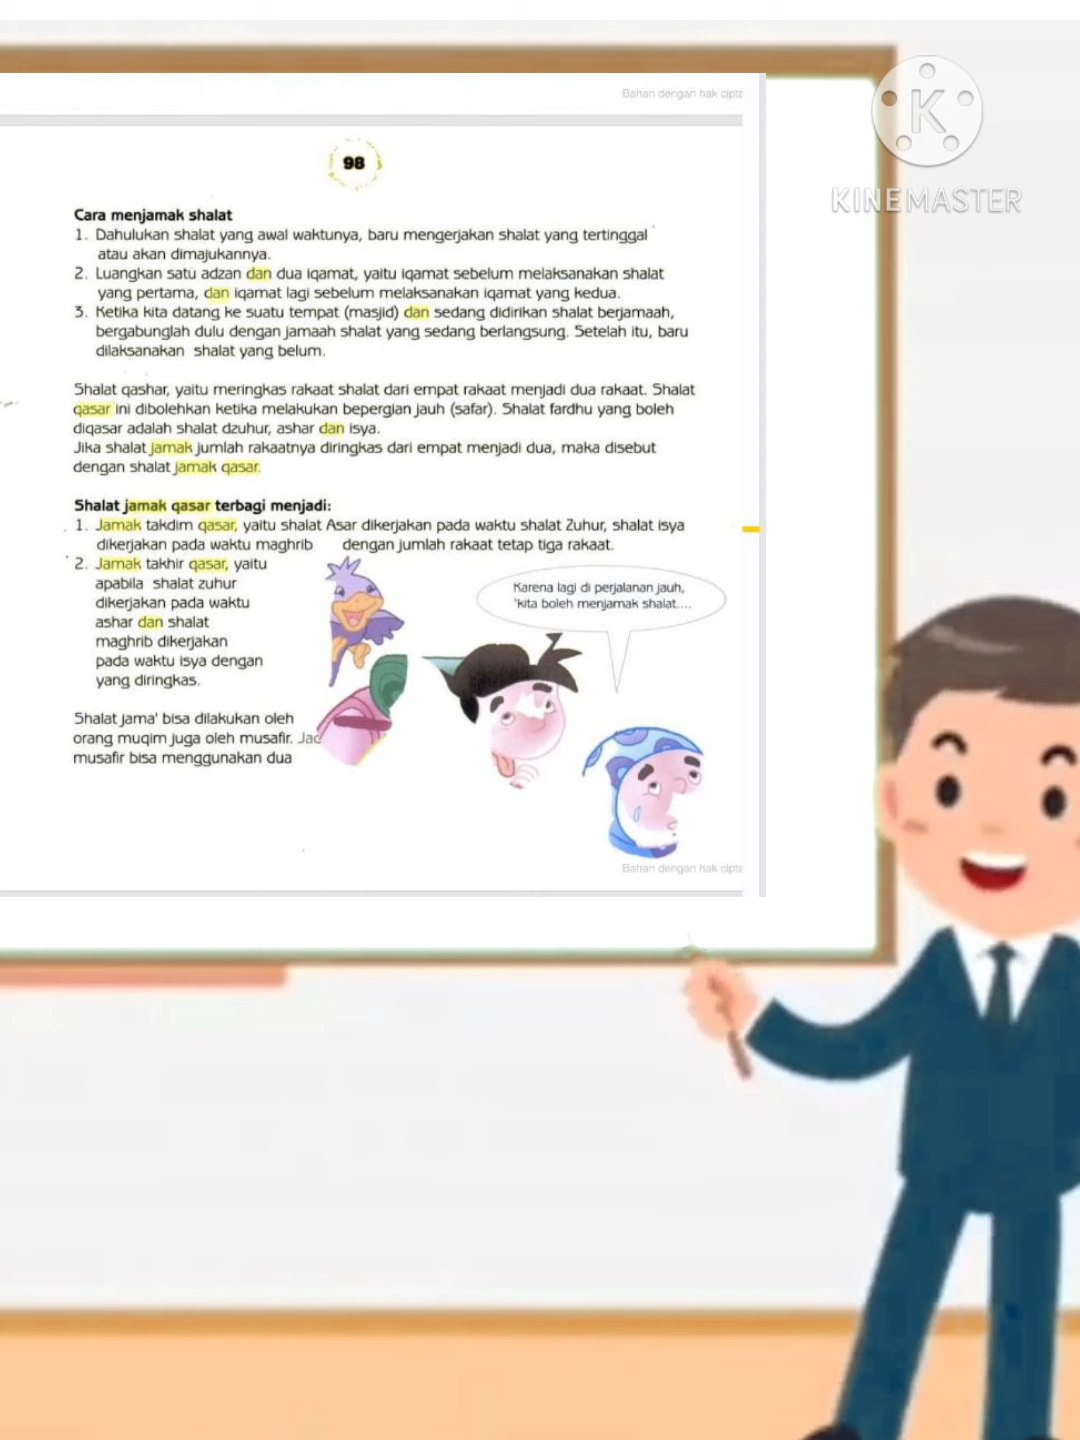 Bahan dengan hak cipta
98
KINEMASTER
Cara menjamak shalat
1. Dahulukan shalat yang awal waktunya, baru mengerjakan shalat yang tertinggal
atau akan dimajukannya.
2. Luangkan satu adzan dan dua iqamat, yaitu iqamat sebelum melaksanakan shalat
yang pertama, dan iqamat lagi sebelum melaksanakan iqamat yang kedua.
3. Ketika kita datang ke suatu tempat (masjid) dan sedang didirikan shalat berjamaah,
bergabunglah dulu dengan jamaah shalat yang sedang berlangsung. Setelah itu, baru
dilaksanakan shalat yang belum.
Shalat qashar, yaitu meringkas rakaat shalat dari empat rakaat menjadi dua rakaat. Shalat
qasar ini dibolehkan ketika melakukan bepergian jauh (safar). Shalat fardhu yang boleh
diqasar adalah shalat dzuhur, ashar dan isya.
Jika shalat jamak jumlah rakaatnya diringkas dari empat menjadi dua, maka disebut
dengan shalat jamak qasar.
Shalat jamak qasar terbagi menjadi:
1. Jamak takdim qasar, yaitu shalat Asar dikerjakan pada waktu shalat Zuhur, shalat isya
dikerjakan pada waktu maghrib dengan jumlah rakaat tetap tiga rakaat.
2. Jamak takhir qasar, yaitu
apabila shalat zuhur
dikerjakan pada waktu
ashar dan shalat
maghrib dikerjakan
pada waktu isya dengan
yang diringkas.
Karena lagi di perjalanan jauh,
'kita boleh menjamak shalat....
Shalat jama' bisa dilakukan oleh
orang muqim juga oleh musafir. Jad
musafir bisa menggunakan dua
Bahan dengan hak cipta